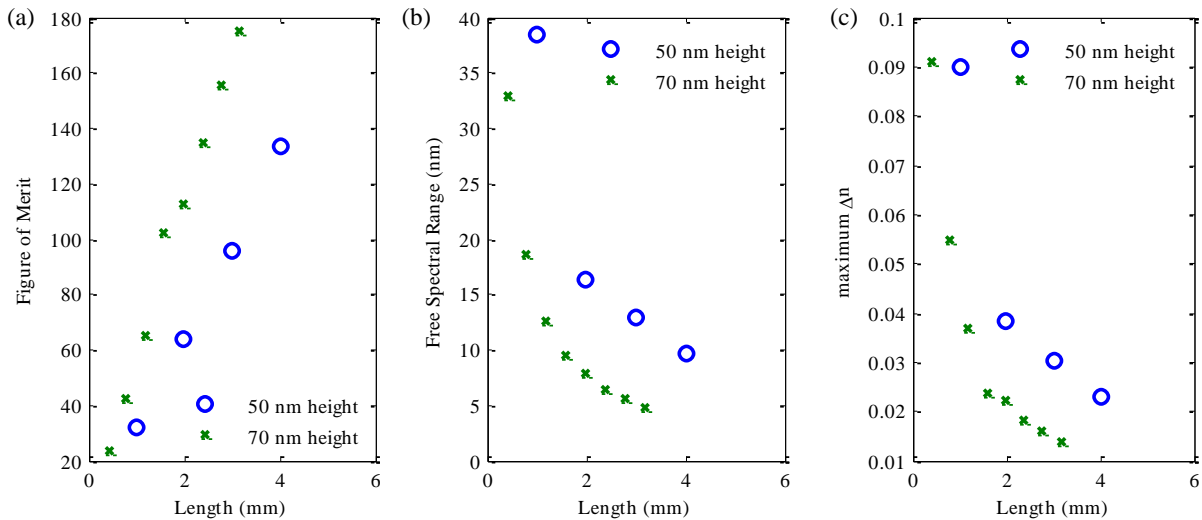 (a)
180
160
140
120
100
80
60
40
20
Figure of Merit
50 nm height
70 nm height
0 2 4 6
Length (mm)
(b)
40
35
30
25
20
15
10
5
0
Free Spectral Range (nm)
50 nm height
70 nm height
0 2 4 6
Length (mm)
(c)
0.1
0.09
0.08
0.07
0.06
0.05
0.04
0.03
0.02
0.01
maximum Δn
50 nm height
70 nm height
0 2 4 6
Length (mm)